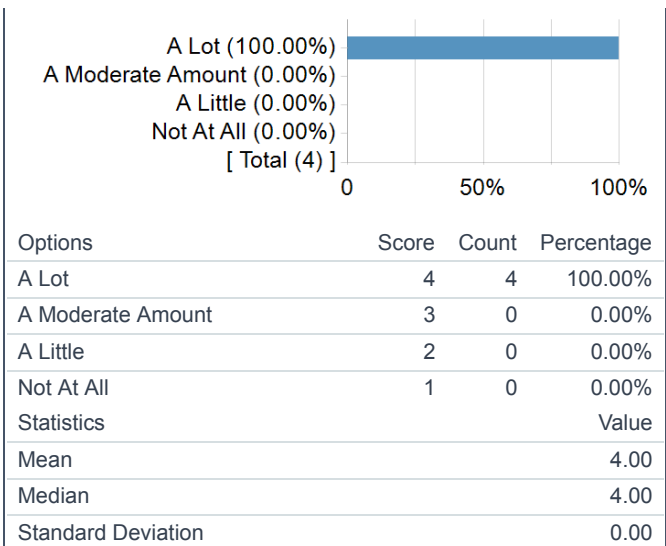 A Lot (100.00%)
A Moderate Amount (0.00%)
A Little (0.00%)
Not At All (0.00%)
[ Total (4) ]
0 50% 100%
Options Score Count Percentage
A Lot 4 4 100.00%
A Moderate Amount 3 0 0.00%
A Little 2 0 0.00%
Not At All 1 0 0.00%
Statistics Value
Mean 4.00
Median 4.00
Standard Deviation 0.00